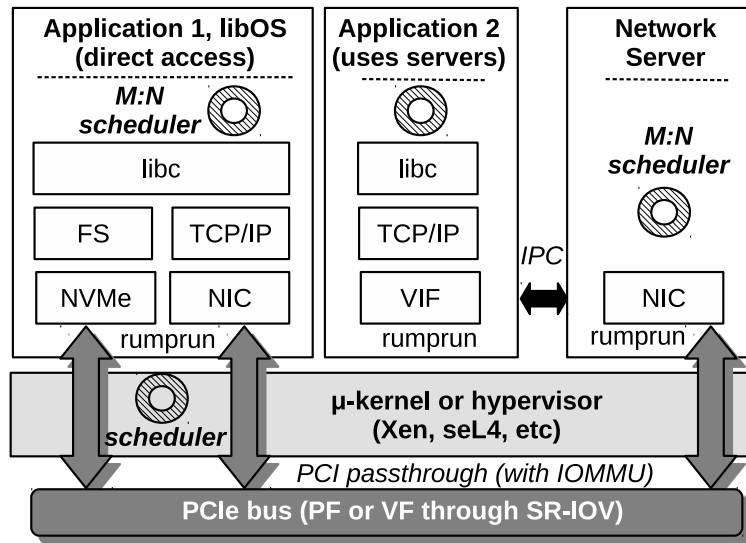 Application 1, libOS
(direct access)
M:N
scheduler
libc
FS
TCP/IP
NVMe
NIC
rumprun
Application 2
(uses servers)
libc
TCP/IP
VIF
rumprun
IPC
Network
Server
M:N
scheduler
NIC
rumprun
scheduler
µ-kernel or hypervisor
(Xen, seL4, etc)
PCI passthrough (with IOMMU)
PCIe bus (PF or VF through SR-IOV)